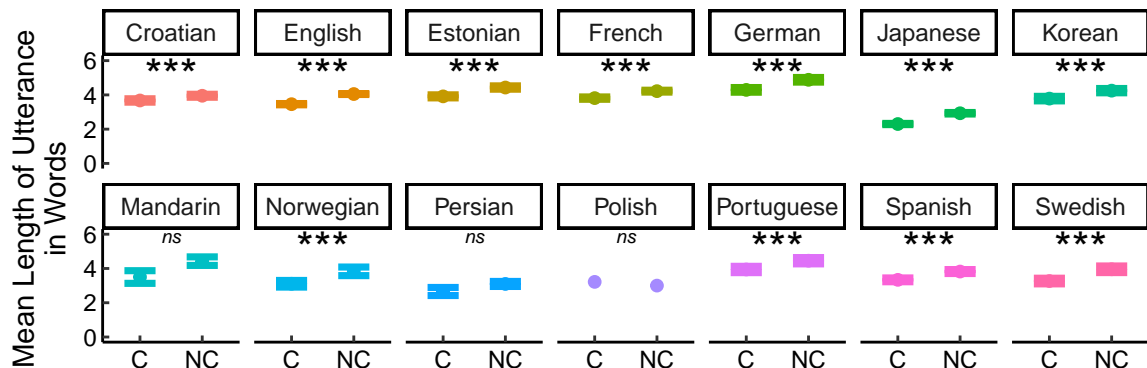 Mean Length of Utterance
in Words
Croatian English Estonian French German Japanese Korean
*** *** *** *** *** *** ***
6
4
2
0
Mandarin Norwegian Persian Polish Portuguese Spanish Swedish
ns *** ns ns *** *** ***
6
4
2
0
C NC C NC C NC C NC C NC C NC C NC